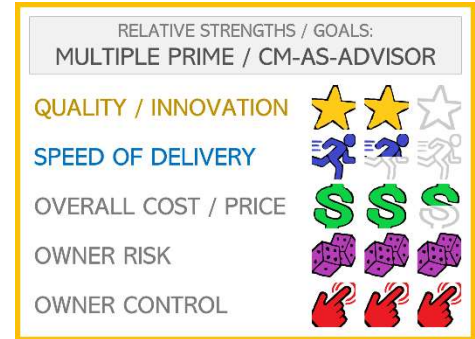 RELATIVE STRENGTHS / GOALS:
MULTIPLE PRIME / CM-AS-ADVISOR
QUALITY / INNOVATION
SPEED OF DELIVERY
OVERALL COST / PRICE
$ $ $
OWNER RISK
OWNER CONTROL